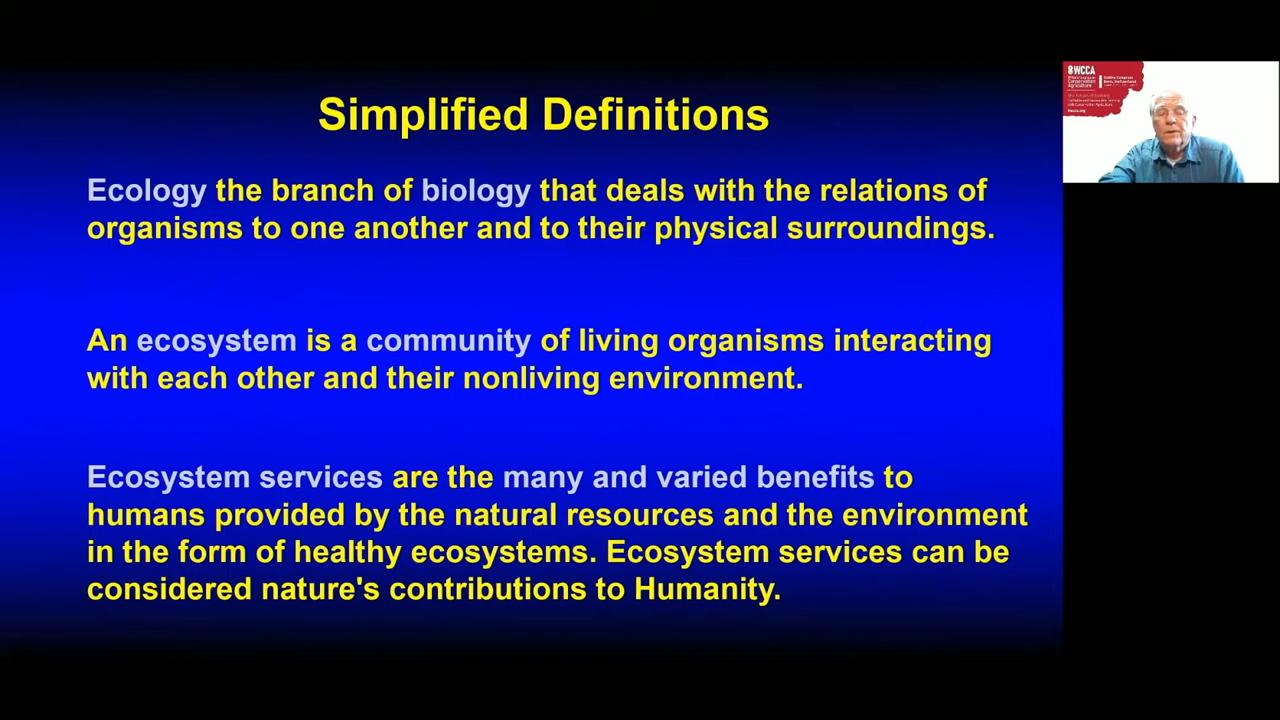 Simplified Definitions
Ecology the branch of biology that deals with the relations of
organisms to one another and to their physical surroundings.
An ecosystem is a community of living organisms interacting
with each other and their nonliving environment.
Ecosystem services are the many and varied benefits to
humans provided by the natural resources and the environment
in the form of healthy ecosystems. Ecosystem services can be
considered nature's contributions to Humanity.
WCCA
Conservation
Agriculture